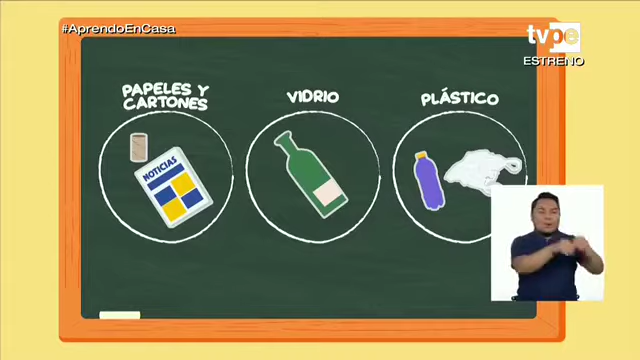 #AprendoEnCasa
tvpe
ESTRENO
PAPELES Y
CARTONES
VIDRIO
PLÁSTICO
NOTICIAS